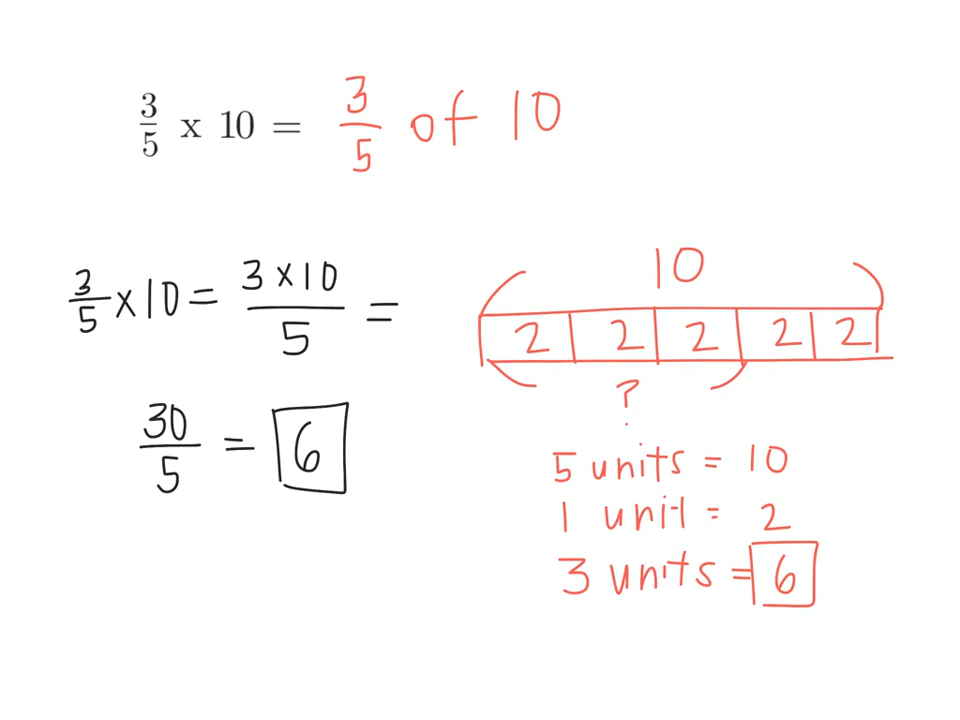 3/5 x 10 = 3/5 of 10
3/5 x 10 = (3 x 10)/5 =
30/5 = 6
10
2 2 2 2 2
?
5 units = 10
1 unit = 2
3 units = 6